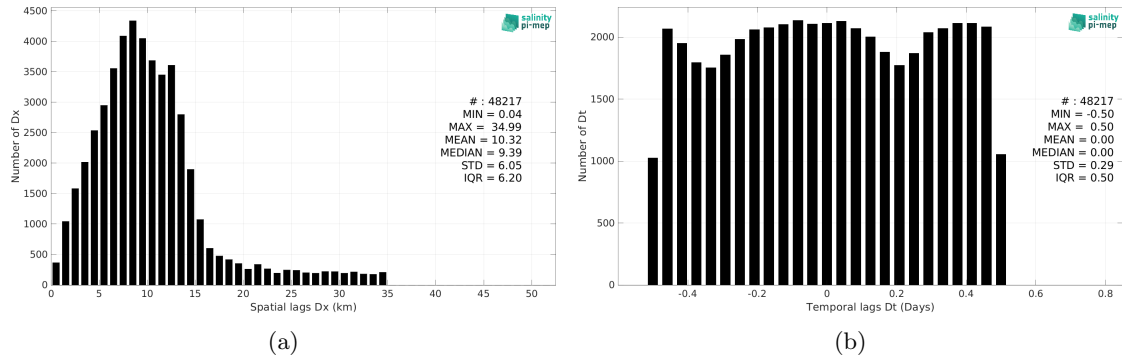 4500
4000
3500
3000
2500
2000
1500
1000
500
0
Number of Dx
salinity
pi-mep
# : 48217
MIN = 0.04
MAX = 34.99
MEAN = 10.32
MEDIAN = 9.39
STD = 6.05
IQR = 6.20
0 5 10 15 20 25 30 35 40 45 50
Spatial lags Dx (km)
(a)
2000
1500
1000
500
0
Number of Dt
salinity
pi-mep
# : 48217
MIN = -0.50
MAX = 0.50
MEAN = 0.00
MEDIAN = 0.00
STD = 0.29
IQR = 0.50
-0.4 -0.2 0 0.2 0.4 0.6 0.8
Temporal lags Dt (Days)
(b)